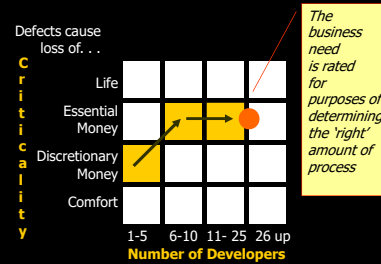 Defects cause
loss of. . .
Criticality
Life
Essential
Money
Discretionary
Money
Comfort
1-5
6-10
11- 25
26 up
Number of Developers
The
business
need
is rated
for
purposes of
determining
the ‘right’
amount of
process